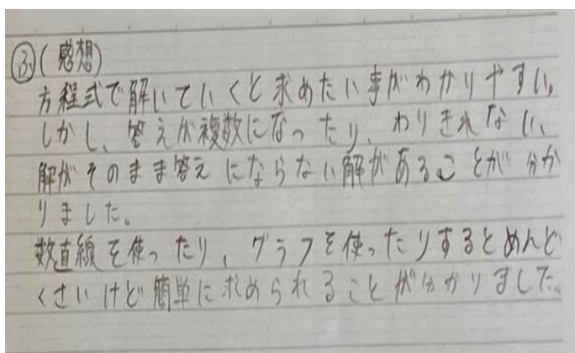 ③(感想)
方程式で解いていくと求めたい事がわかりやすい。
しかし、答えが複数になったり、わりきれない、
解がそのまま答えにならない解があることが分か
りました。
数直線を使ったり、グラフを使ったりするとめんど
くさいけど簡単に求められることが分かりました。